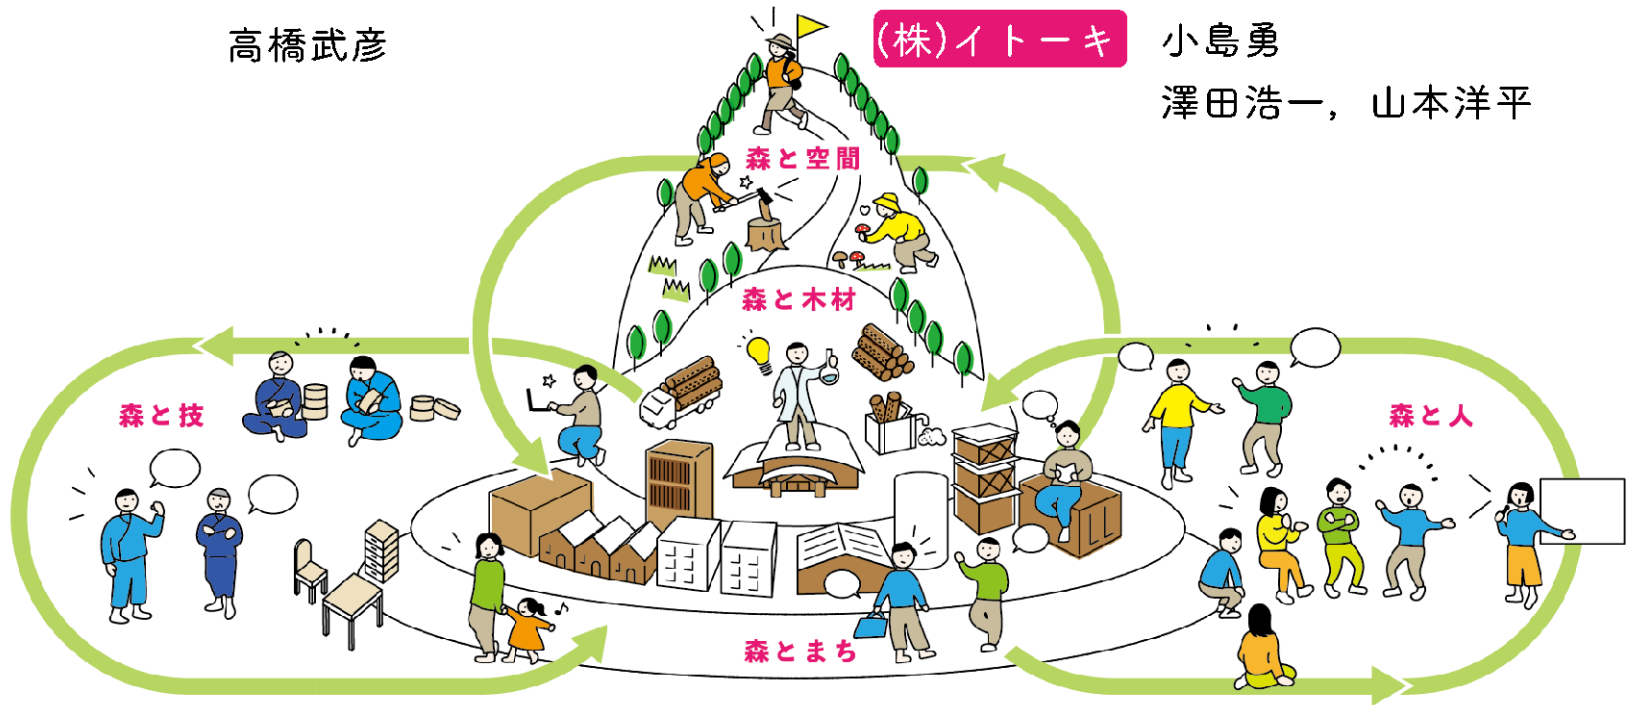 高橋武彦
(株)イトーキ 小島勇
澤田浩一, 山本洋平
森と空間
森と木材
森と技
森と人
森とまち